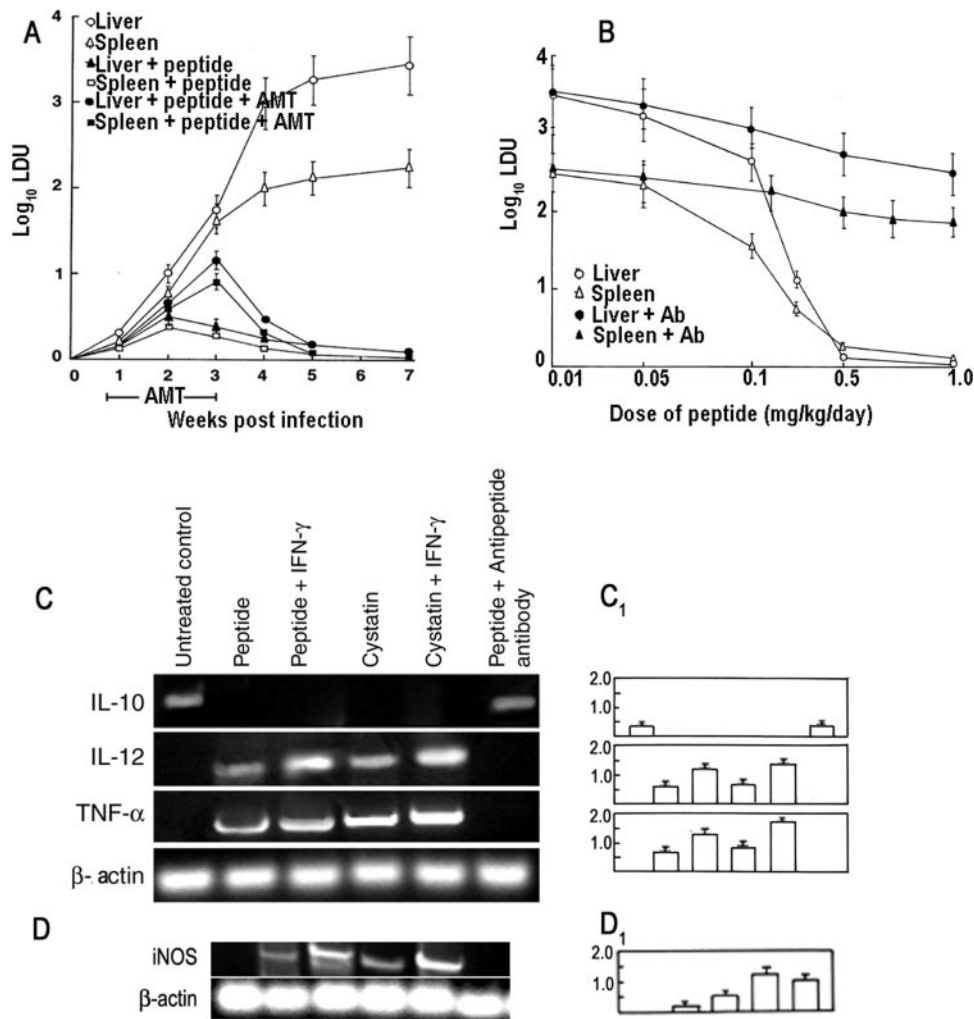 A
Liver
Spleen
Liver + peptide
Spleen + peptide
Liver + peptide + AMT
Spleen + peptide + AMT
Log10 LDU
4
3
2
1
0
0 1 2 3 4 5 7
AMT
Weeks post infection
B
Log10 LDU
4
3
2
1
0
Liver
Spleen
Liver + Ab
Spleen + Ab
0.01 0.05 0.1 0.5 1.0
Dose of peptide (mg/kg/day)
C
Untreated control
Peptide
Peptide + IFN-γ
Cystatin
Cystatin + IFN-γ
Peptide + Antipeptide
antibody
IL-10
IL-12
TNF-α
β- actin
C1
2.0
1.0
2.0
1.0
2.0
1.0
D
iNOS
β-actin
D1
2.0
1.0